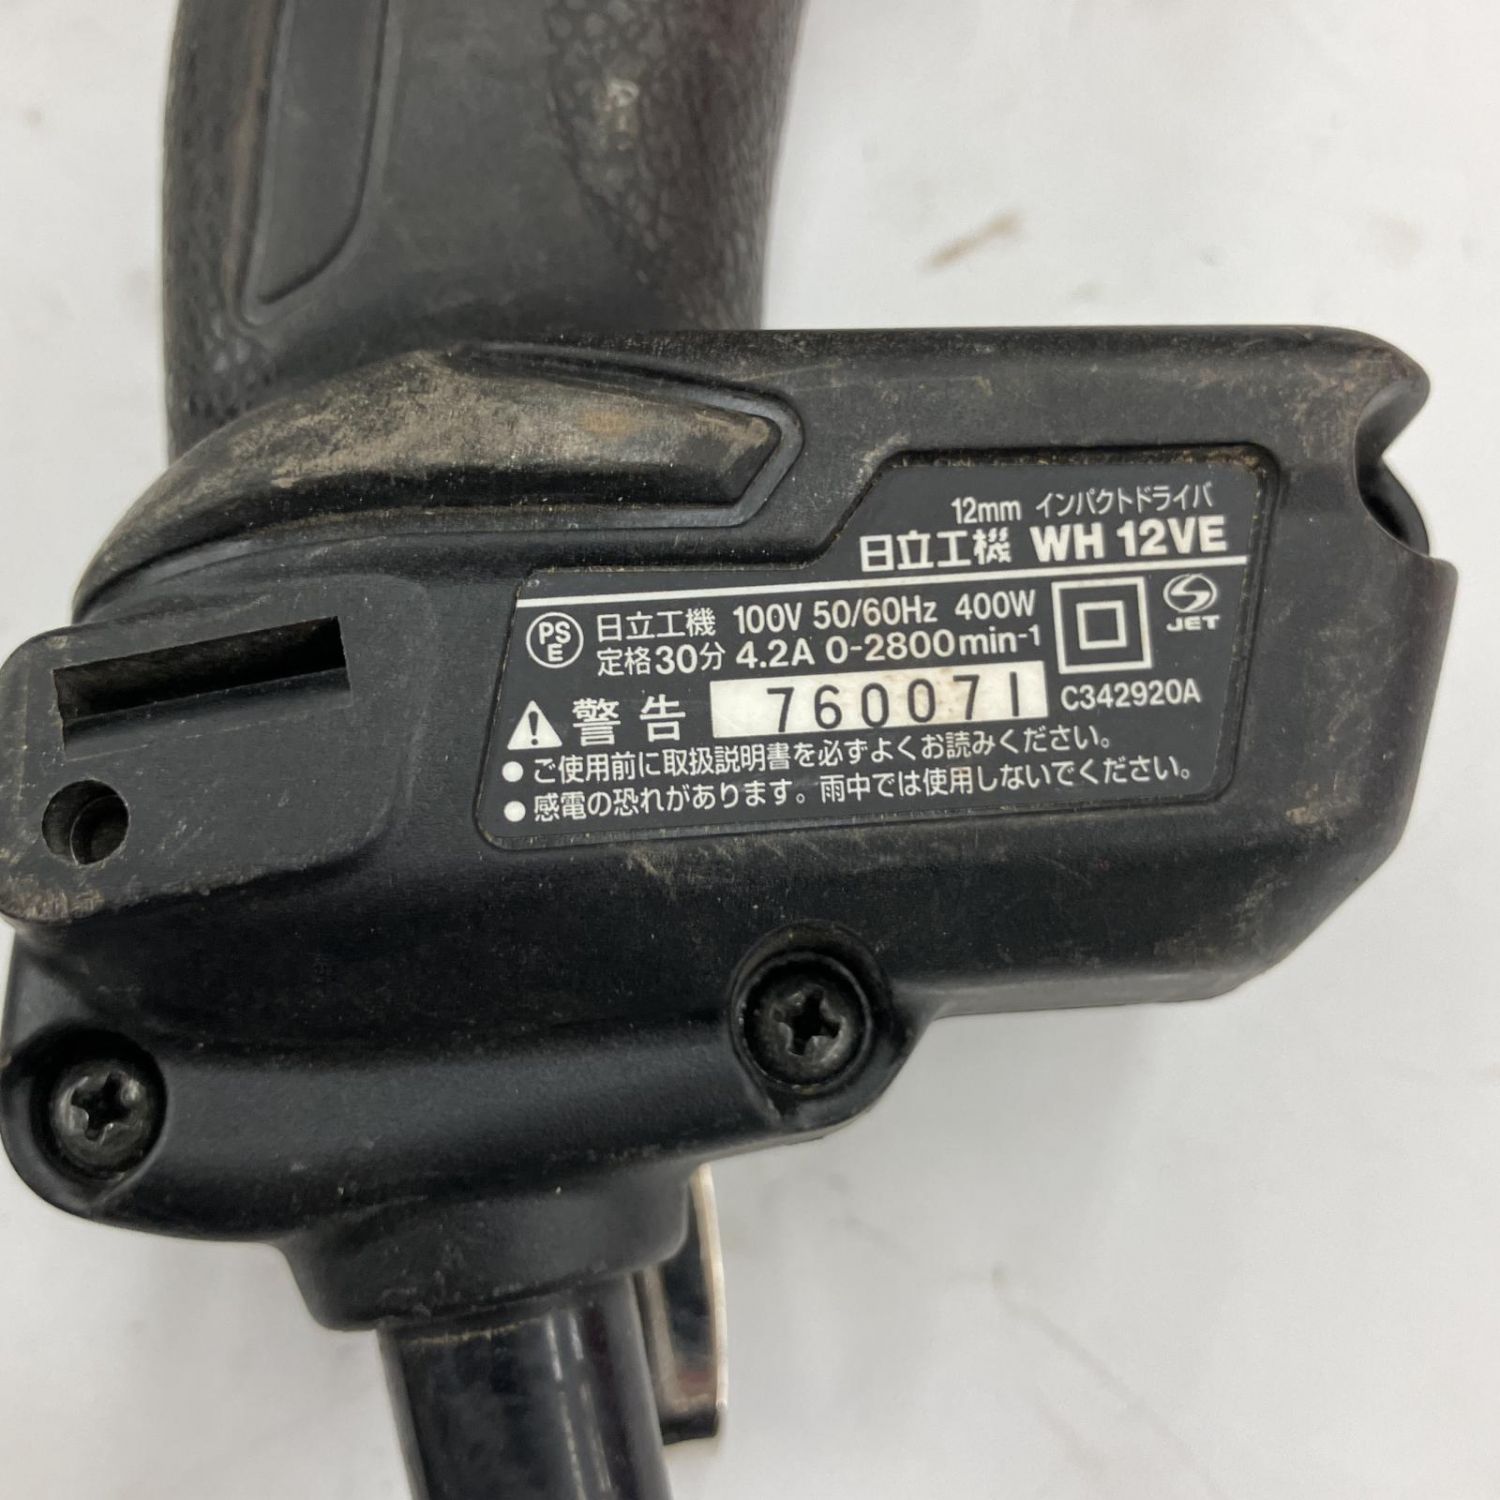 12mm インパクトドライバ
日立工機 WH 12VE
PS E 日立工機 100V 50/60Hz 400W
定格30分 4.2A 0-2800min⁻¹
JET
警告 760071 C342920A
● ご使用前に取扱説明書を必ずよくお読みください。
● 感電の恐れがあります。雨中では使用しないでください。